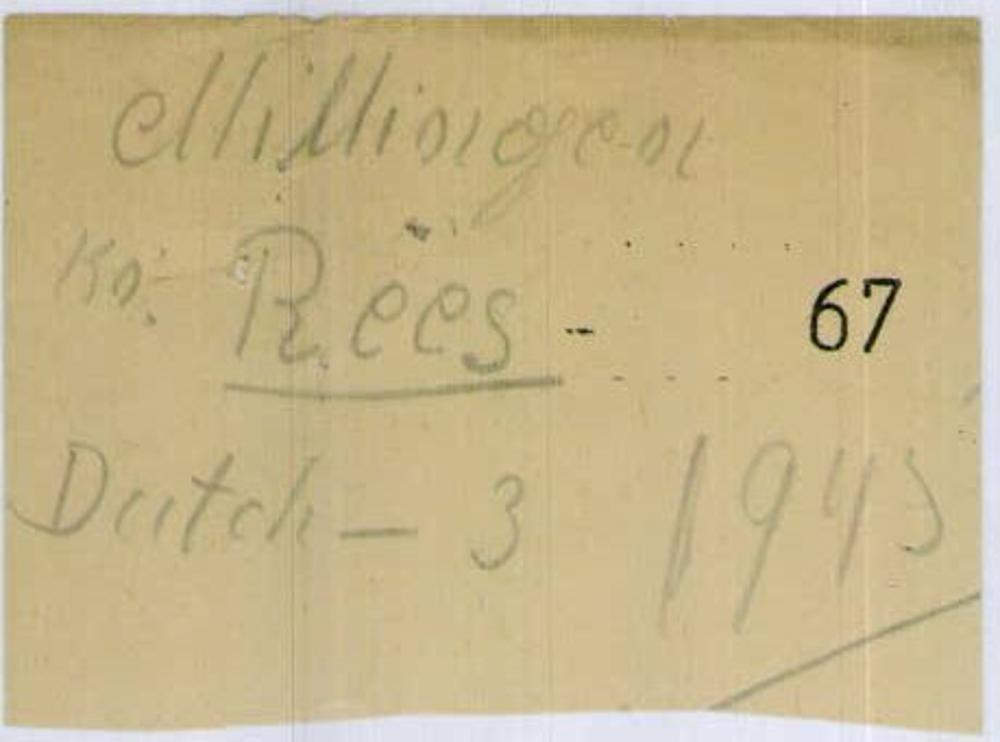 Millingen
Kr. Rees - 67
Dutch - 3 1945